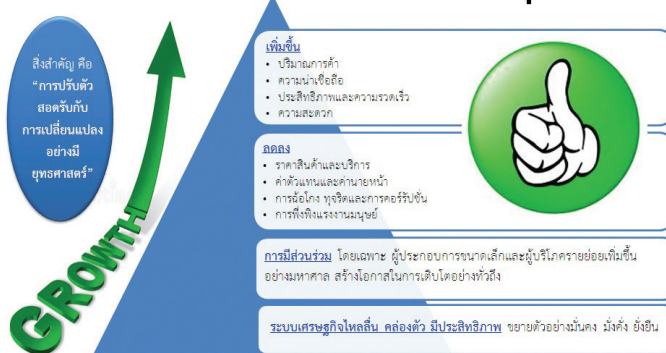 สิ่งสำคัญ คือ
“การปรับตัว
สอดรับกับ
การเปลี่ยนแปลง
อย่างมี
ยุทธศาสตร์”
GROWTH
เพิ่มขึ้น
• ปริมาณการค้า
• ความน่าเชื่อถือ
• ประสิทธิภาพและความรวดเร็ว
• ความสะดวก
ลดลง
• ราคาสินค้าและบริการ
• ค่าตัวแทนและค่านายหน้า
• การฉ้อโกง ทุจริตและการคอร์รัปชั่น
• การพึ่งพิงแรงงานมนุษย์
การมีส่วนร่วม โดยเฉพาะ ผู้ประกอบการขนาดเล็กและผู้บริโภครายย่อยเพิ่มขึ้น
อย่างมหาศาล สร้างโอกาสในการเติบโตอย่างทั่วถึง
ระบบเศรษฐกิจไหลลื่น คล่องตัว มีประสิทธิภาพ ขยายตัวอย่างมั่นคง มั่งคั่ง ยั่งยืน